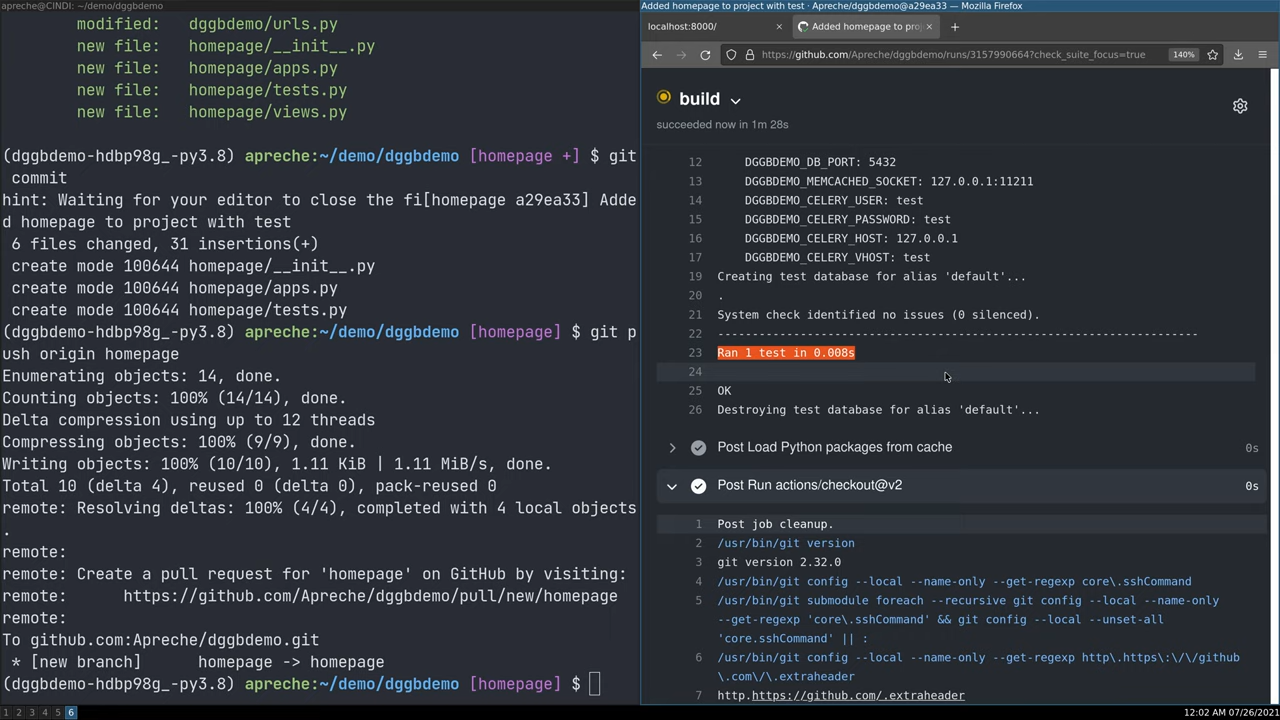 apreche@CINDI: ~/demo/dggbdemo
modified:   dggbdemo/urls.py
new file:   homepage/__init__.py
new file:   homepage/apps.py
new file:   homepage/tests.py
new file:   homepage/views.py
(dggbdemo-hdbp98g_-py3.8) apreche:~/demo/dggbdemo [homepage +] $ git
 commit
hint: Waiting for your editor to close the fi[homepage a29ea33] Adde
d homepage to project with test
 6 files changed, 31 insertions(+)
 create mode 100644 homepage/__init__.py
 create mode 100644 homepage/apps.py
 create mode 100644 homepage/tests.py
(dggbdemo-hdbp98g_-py3.8) apreche:~/demo/dggbdemo [homepage] $ git p
ush origin homepage
Enumerating objects: 14, done.
Counting objects: 100% (14/14), done.
Delta compression using up to 12 threads
Compressing objects: 100% (9/9), done.
Writing objects: 100% (10/10), 1.11 KiB | 1.11 MiB/s, done.
Total 10 (delta 4), reused 0 (delta 0), pack-reused 0
remote: Resolving deltas: 100% (4/4), completed with 4 local objects
.
remote:
remote: Create a pull request for 'homepage' on GitHub by visiting:
remote:      https://github.com/Apreche/dggbdemo/pull/new/homepage
remote:
To github.com:Apreche/dggbdemo.git
 * [new branch]      homepage -> homepage
(dggbdemo-hdbp98g_-py3.8) apreche:~/demo/dggbdemo [homepage] $
Added homepage to project with test · Apreche/dggbdemo@a29ea33 — Mozilla Firefox
localhost:8000/
Added homepage to proj
https://github.com/Apreche/dggbdemo/runs/3157990664?check_suite_focus=true
140%
build
succeeded now in 1m 28s
12 DGGBDEMO_DB_PORT: 5432
13 DGGBDEMO_MEMCACHED_SOCKET: 127.0.0.1:11211
14 DGGBDEMO_CELERY_USER: test
15 DGGBDEMO_CELERY_PASSWORD: test
16 DGGBDEMO_CELERY_HOST: 127.0.0.1
17 DGGBDEMO_CELERY_VHOST: test
19 Creating test database for alias 'default'...
20 .
21 System check identified no issues (0 silenced).
22 ----------------------------------------------------------------------
23 Ran 1 test in 0.008s
24
25 OK
26 Destroying test database for alias 'default'...
Post Load Python packages from cache 0s
Post Run actions/checkout@v2 0s
1 Post job cleanup.
2 /usr/bin/git version
3 git version 2.32.0
4 /usr/bin/git config --local --name-only --get-regexp core\.sshCommand
5 /usr/bin/git submodule foreach --recursive git config --local --name-only
--get-regexp 'core\.sshCommand' && git config --local --unset-all
'core.sshCommand' || :
6 /usr/bin/git config --local --name-only --get-regexp http\.https\:\/\/github
\.com\/\.extraheader
7 http.https://github.com/.extraheader
1 2 3 4 5 6
12:02 AM 07/26/2021